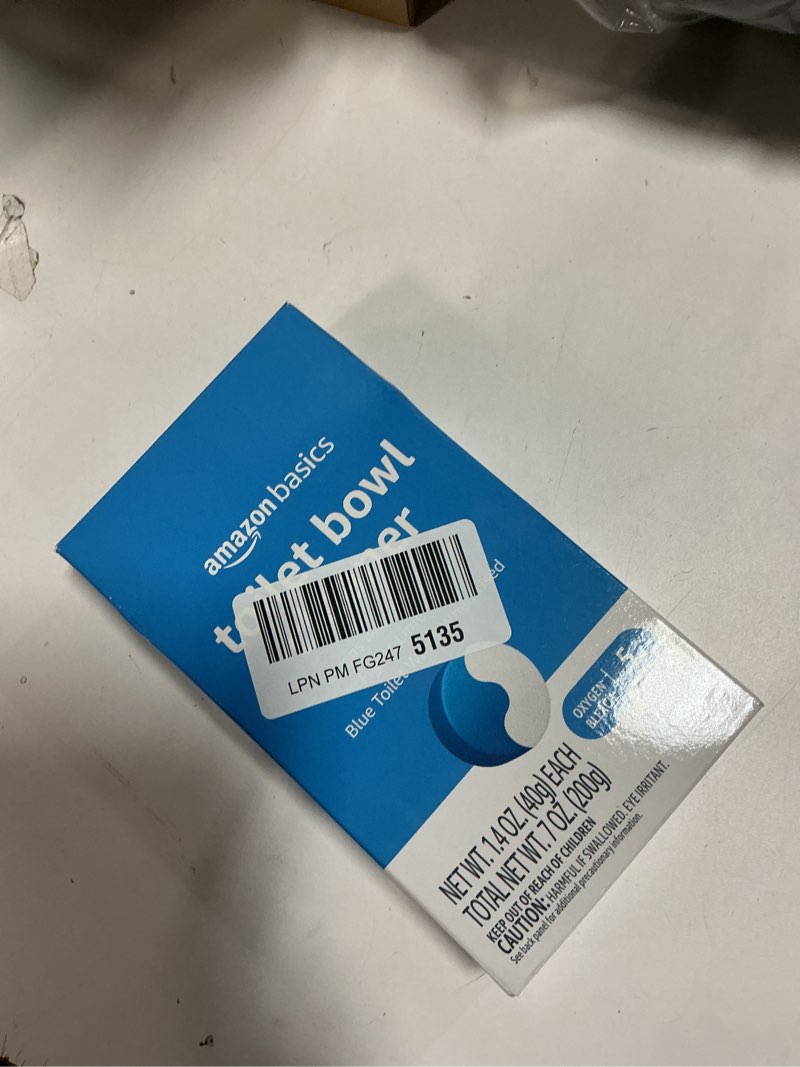 amazon basics
toilet bowl
LPN PM FG247 5135
Blue
OXYGEN
NET WT. 1.4 OZ. (40g) EACH
TOTAL NET WT. 7 OZ. (200g)
KEEP OUT OF REACH OF CHILDREN
CAUTION: HARMFUL IF SWALLOWED. EYE IRRITANT.
See back panel for additional precautionary information.